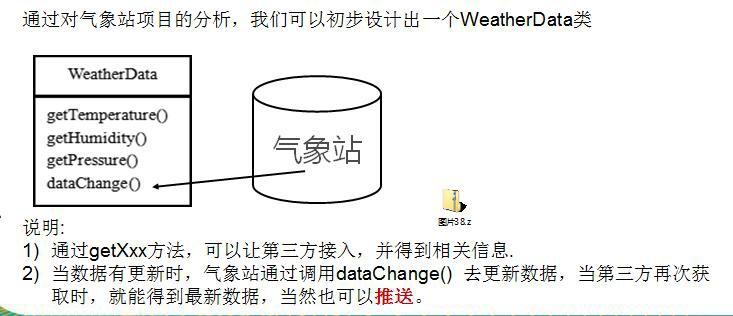 通过对气象站项目的分析，我们可以初步设计出一个WeatherData类
WeatherData
getTemperature()
getHumidity()
getPressure()
dataChange()
气象站
图片3&.z
说明:
1) 通过getXxx方法，可以让第三方接入，并得到相关信息.
2) 当数据有更新时，气象站通过调用dataChange() 去更新数据，当第三方再次获
取时，就能得到最新数据，当然也可以推送。